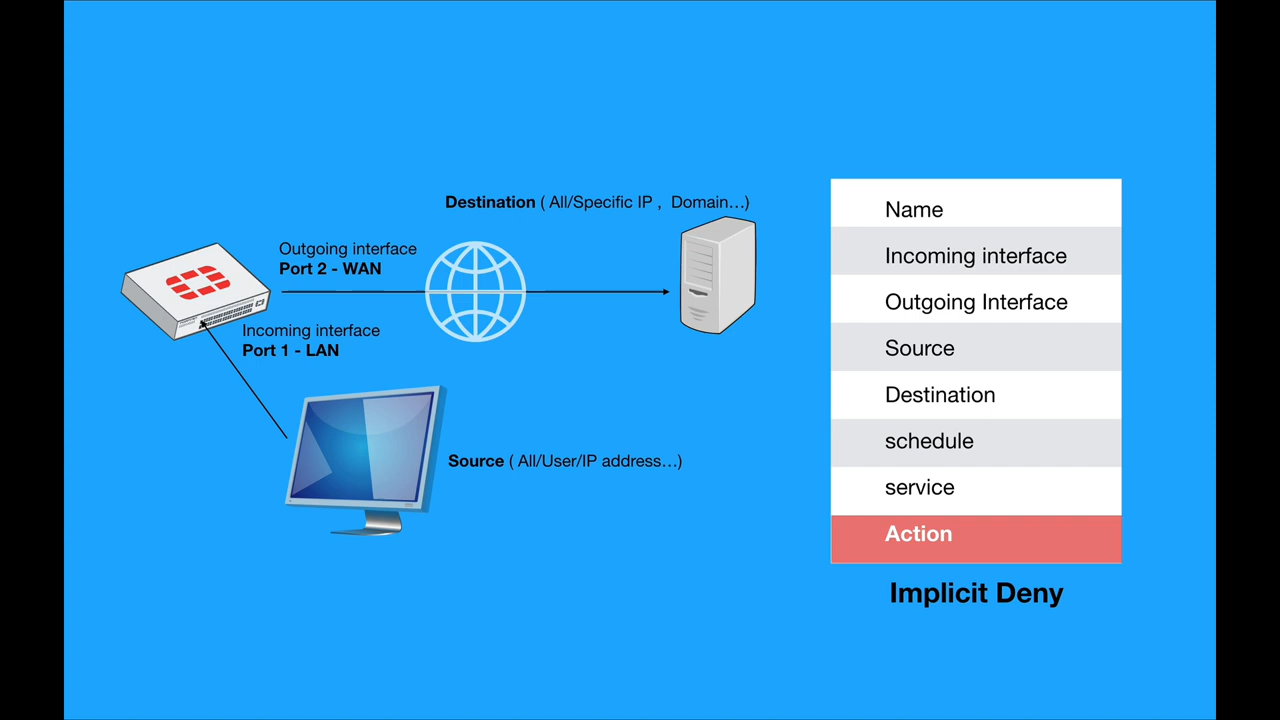 Destination ( All/Specific IP , Domain...)
Outgoing interface
Port 2 - WAN
Incoming interface
Port 1 - LAN
Source ( All/User/IP address...)
Name
Incoming interface
Outgoing Interface
Source
Destination
schedule
service
Action
Implicit Deny